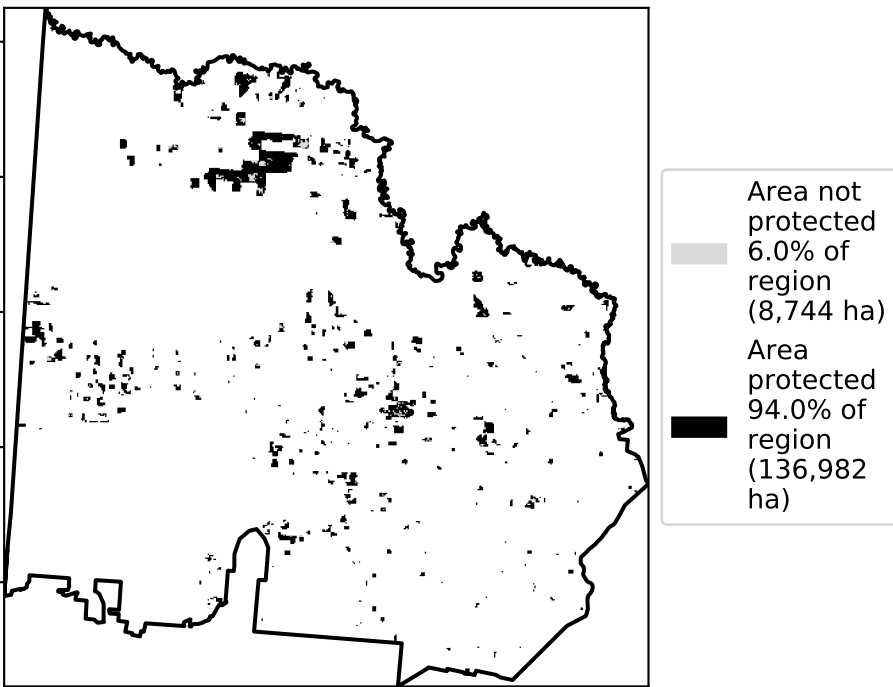 Area not
protected
6.0% of
region
(8,744 ha)
Area
protected
94.0% of
region
(136,982
ha)